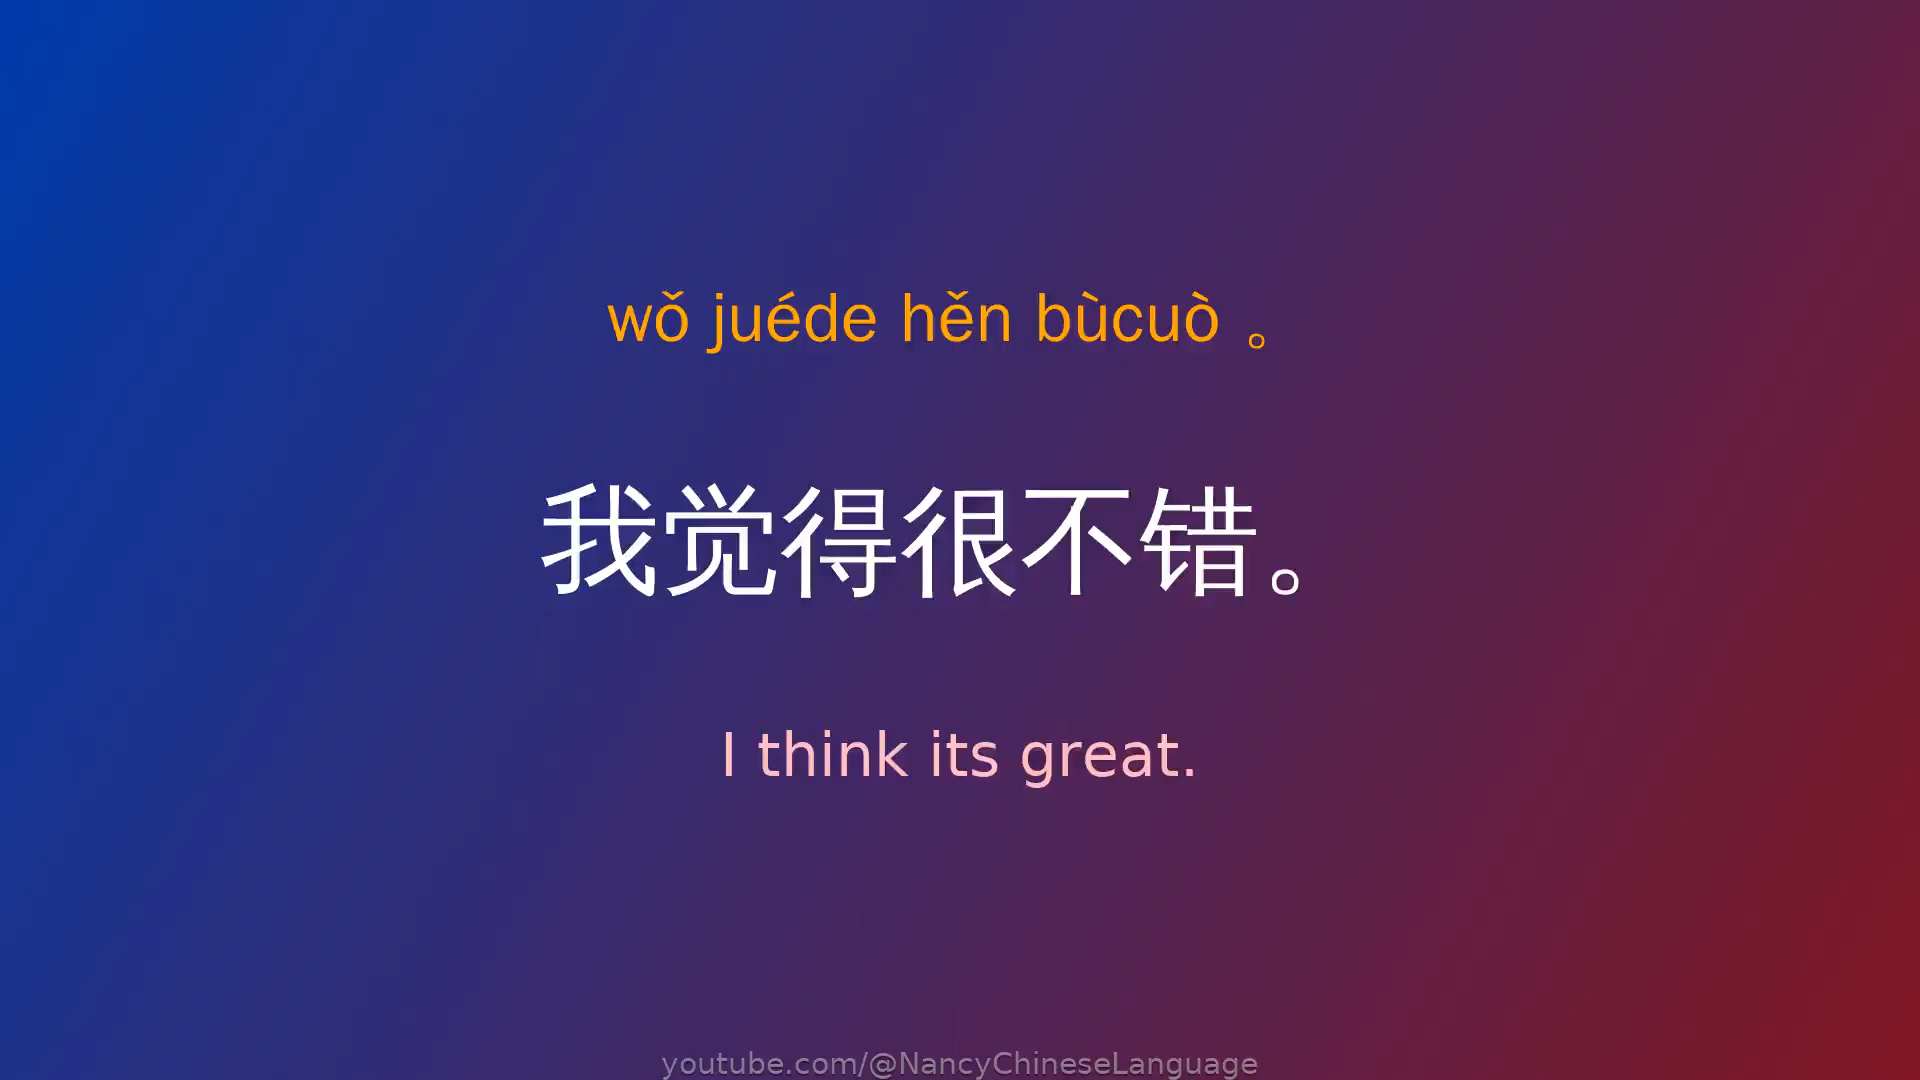 wǒ juéde hěn bùcuò 。
我觉得很不错。
I think its great.
youtube.com/@NancyChineseLanguage